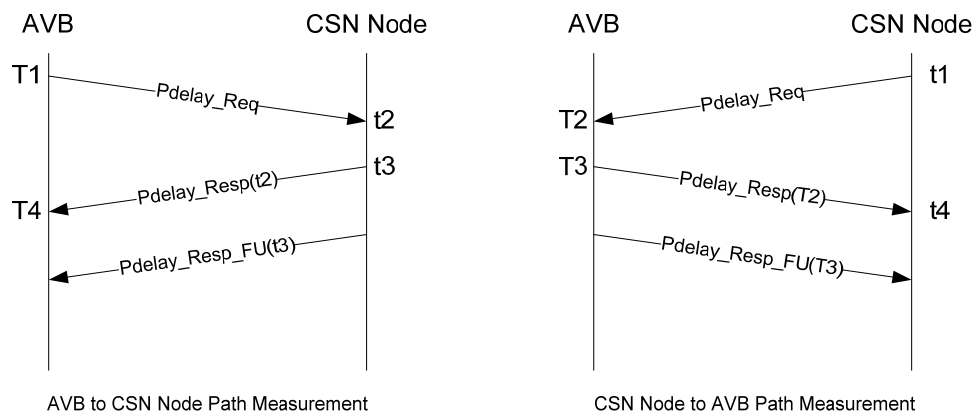 AVB
CSN Node
T1
Pdelay_Req
t2
t3
Pdelay_Resp(t2)
T4
Pdelay_Resp_FU(t3)
AVB to CSN Node Path Measurement
AVB
CSN Node
t1
Pdelay_Req
T2
T3
Pdelay_Resp(T2)
t4
Pdelay_Resp_FU(T3)
CSN Node to AVB Path Measurement